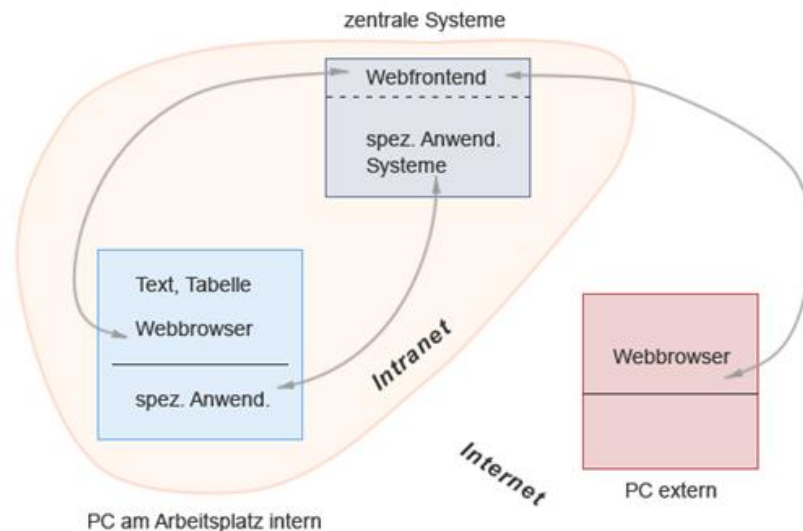 zentrale Systeme
Webfrontend
spez. Anwend.
Systeme
Text, Tabelle
Webbrowser
spez. Anwend.
Intranet
Webbrowser
Internet
PC extern
PC am Arbeitsplatz intern